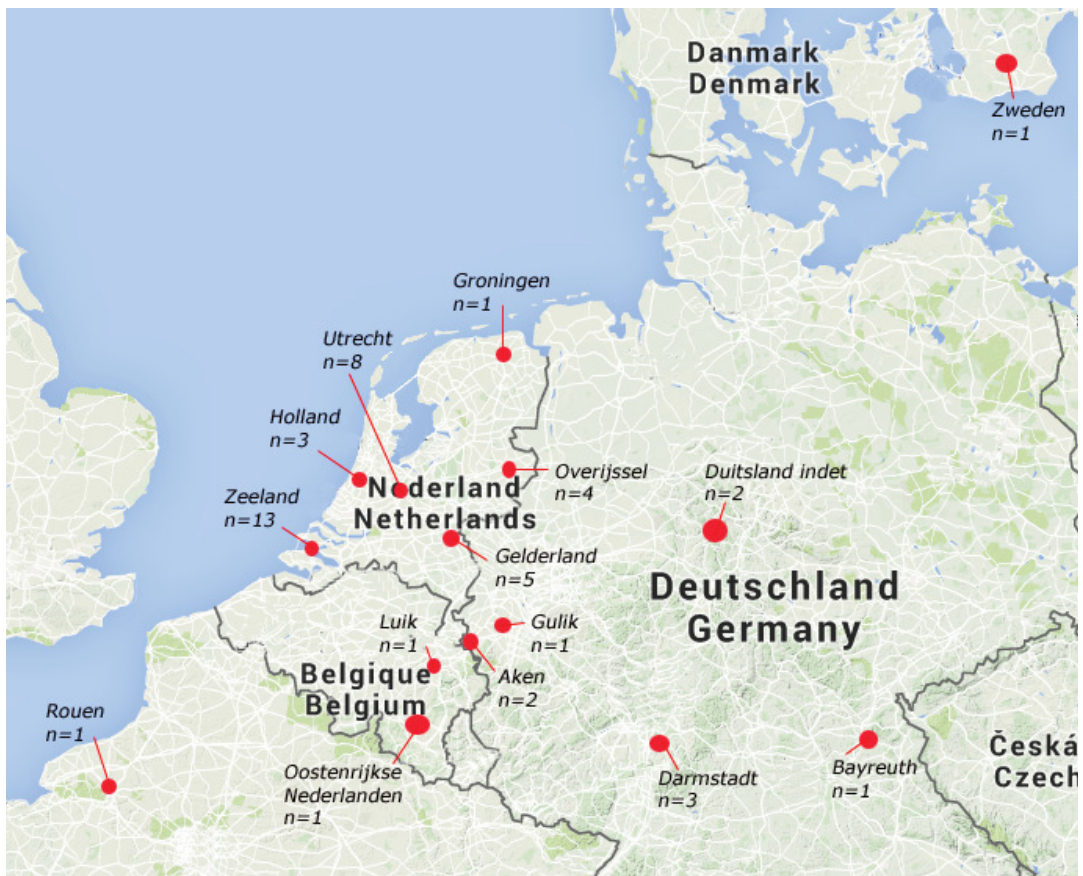 Danmark
Denmark
Zweden
n=1
Groningen
n=1
Utrecht
n=8
Holland
n=3
Overijssel
n=4
Duitsland indet
n=2
Nederland
Netherlands
Zeeland
n=13
Gelderland
n=5
Deutschland
Germany
Luik
n=1
Gulik
n=1
Aken
n=2
Belgique
Belgium
Rouen
n=1
Oostenrijkse
Nederlanden
n=1
Darmstadt
n=3
Bayreuth
n=1
Česká
Czech